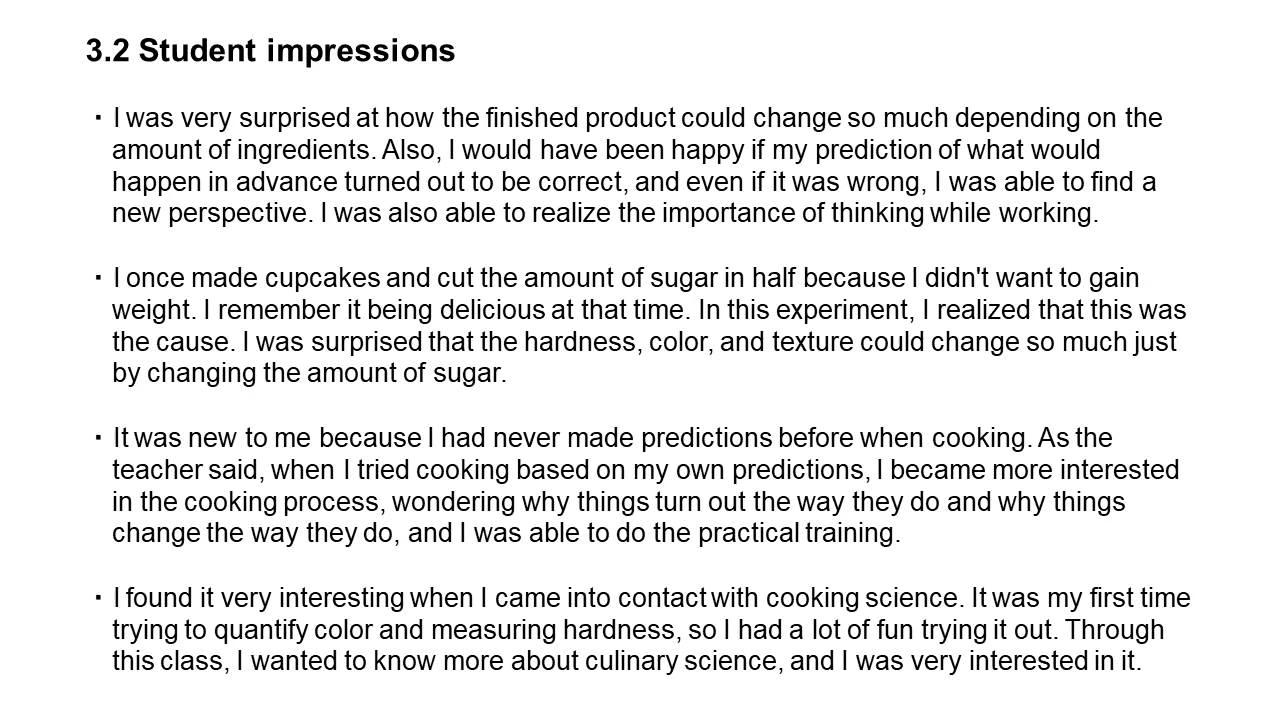 3.2 Student impressions
・I was very surprised at how the finished product could change so much depending on the
amount of ingredients. Also, I would have been happy if my prediction of what would
happen in advance turned out to be correct, and even if it was wrong, I was able to find a
new perspective. I was also able to realize the importance of thinking while working.
・I once made cupcakes and cut the amount of sugar in half because I didn't want to gain
weight. I remember it being delicious at that time. In this experiment, I realized that this was
the cause. I was surprised that the hardness, color, and texture could change so much just
by changing the amount of sugar.
・It was new to me because I had never made predictions before when cooking. As the
teacher said, when I tried cooking based on my own predictions, I became more interested
in the cooking process, wondering why things turn out the way they do and why things
change the way they do, and I was able to do the practical training.
・I found it very interesting when I came into contact with cooking science. It was my first time
trying to quantify color and measuring hardness, so I had a lot of fun trying it out. Through
this class, I wanted to know more about culinary science, and I was very interested in it.